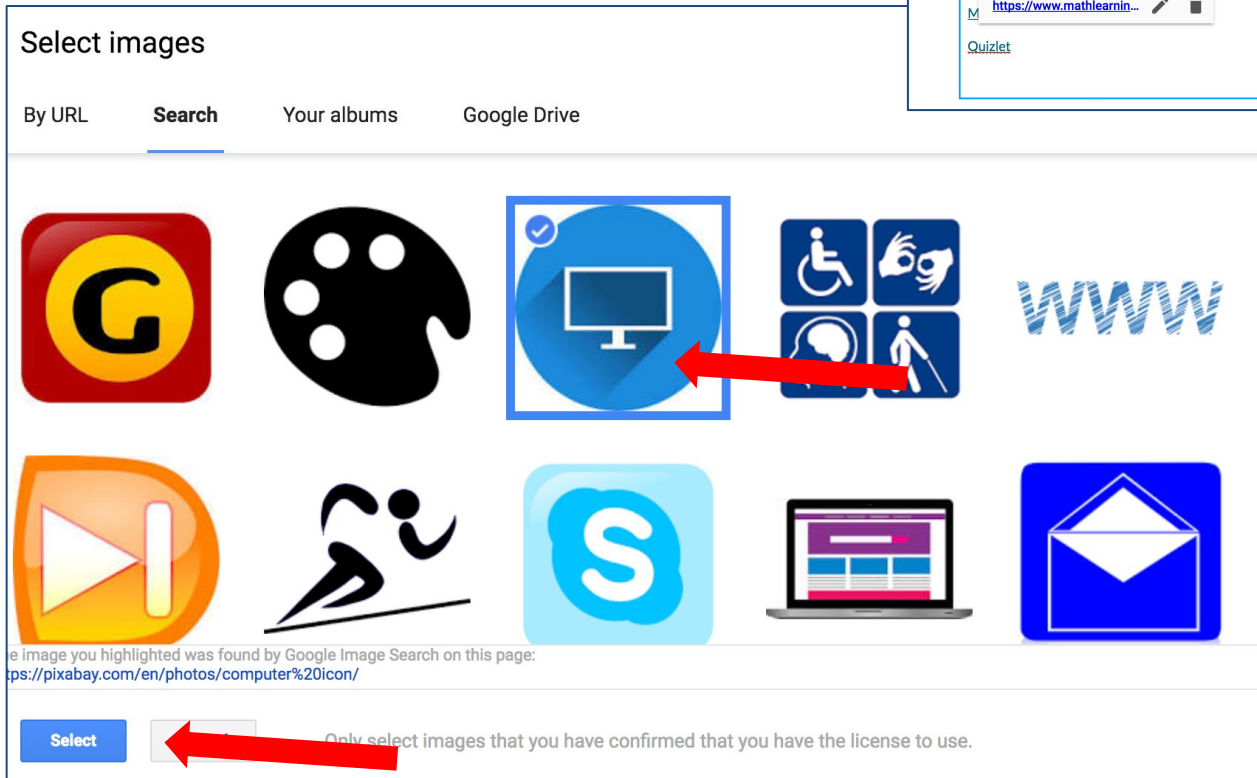 https://www.mathlearnin...
M
Quizlet
Select images
By URL Search Your albums Google Drive
G
WWW
S
e image you highlighted was found by Google Image Search on this page:
tps://pixabay.com/en/photos/computer%20icon/
Select
Only select images that you have confirmed that you have the license to use.